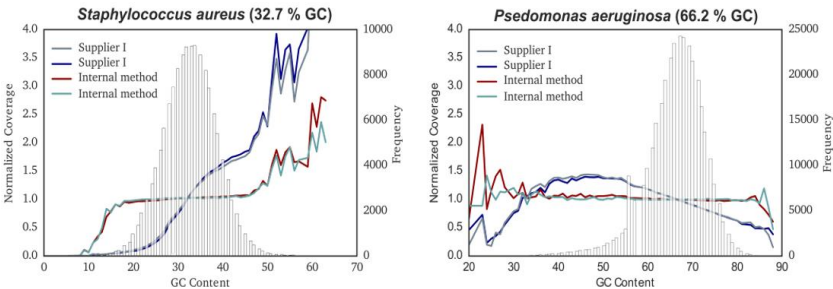 Staphylococcus aureus (32.7 % GC)
4.0
3.5
3.0
2.5
2.0
1.5
1.0
0.5
0.0
Normalized Coverage
Supplier I
Supplier I
Internal method
Internal method
10000
8000
6000
4000
2000
0
Frequency
0 10 20 30 40 50 60 70
GC Content
Psedomonas aeruginosa (66.2 % GC)
4.0
3.5
3.0
2.5
2.0
1.5
1.0
0.5
0.0
Normalized Coverage
Supplier I
Supplier I
Internal method
Internal method
25000
20000
15000
10000
5000
0
Frequency
20 30 40 50 60 70 80 90
GC Content